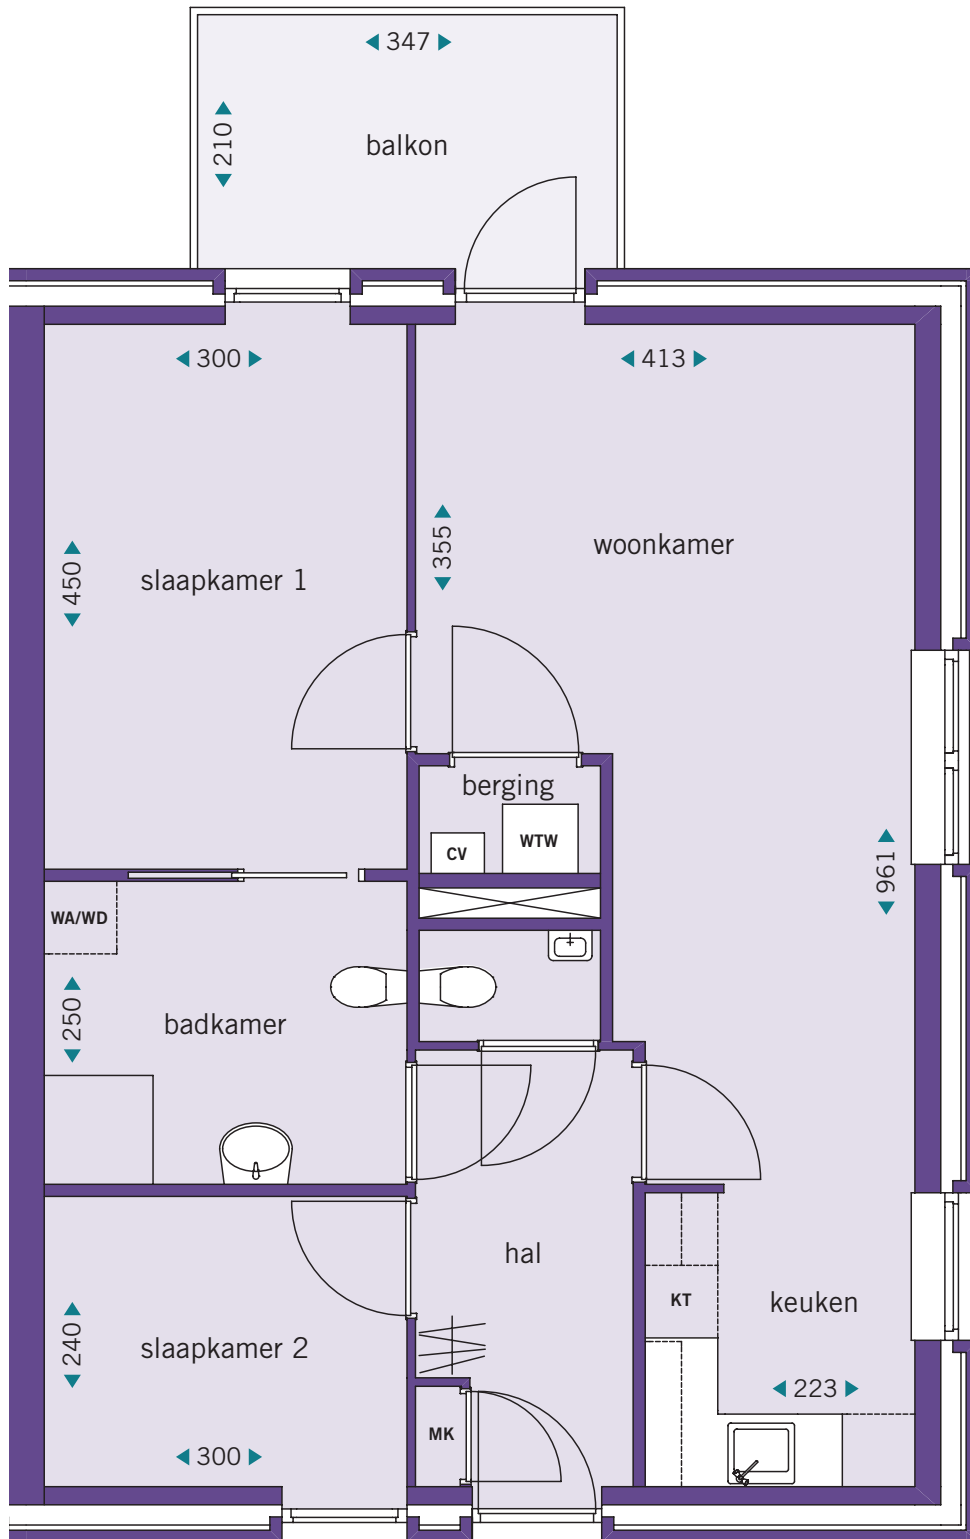 347
210
balkon
300
413
355
woonkamer
450
slaapkamer 1
berging
CV
WTW
961
WA/WD
250
badkamer
hal
KT
keuken
240
slaapkamer 2
223
MK
300